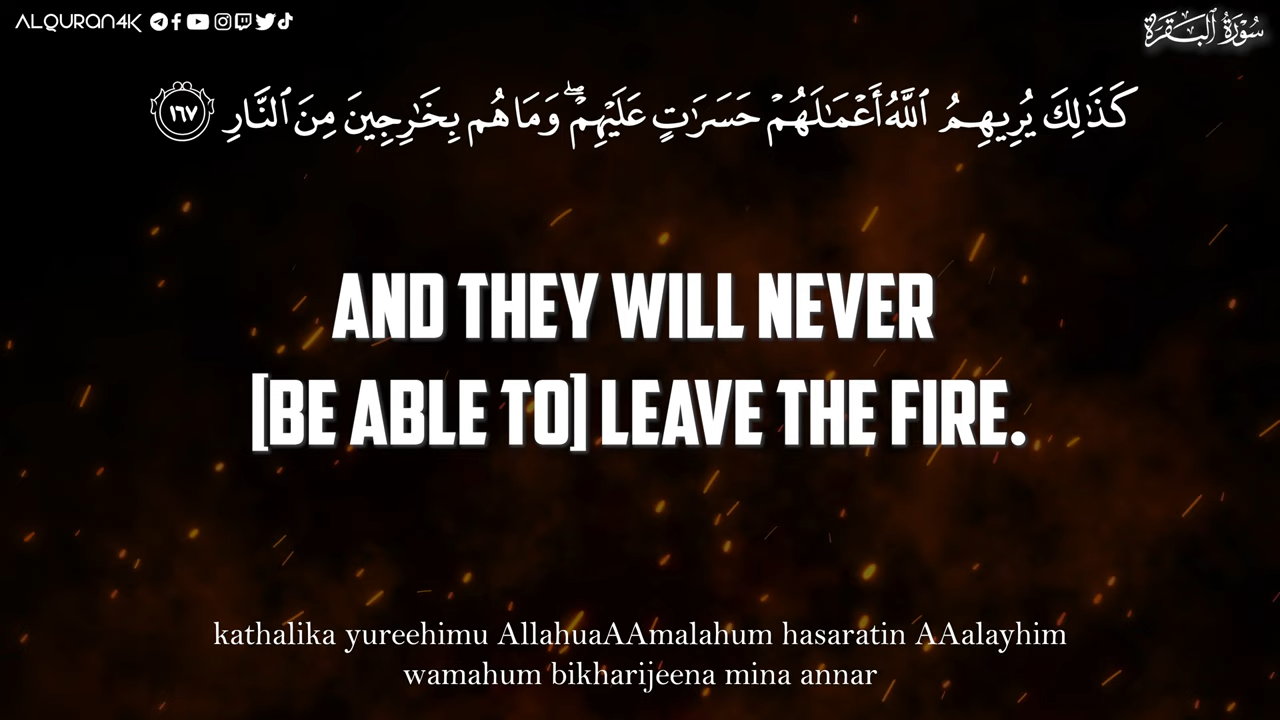 ALQURAN4K
سُورَةُ ٱلْبَقَرَةِ
كَذَٰلِكَ يُرِيهِمُ ٱللَّهُ أَعْمَـٰلَهُمْ حَسَرَٰتٍ عَلَيْهِمْ ۖ وَمَا هُم بِخَـٰرِجِينَ مِنَ ٱلنَّارِ ١٦٧
AND THEY WILL NEVER
[BE ABLE TO] LEAVE THE FIRE.
kathalika yureehimu AllahuaAAmalahum hasaratin AAalayhim
wamahum bikharijeena mina annar